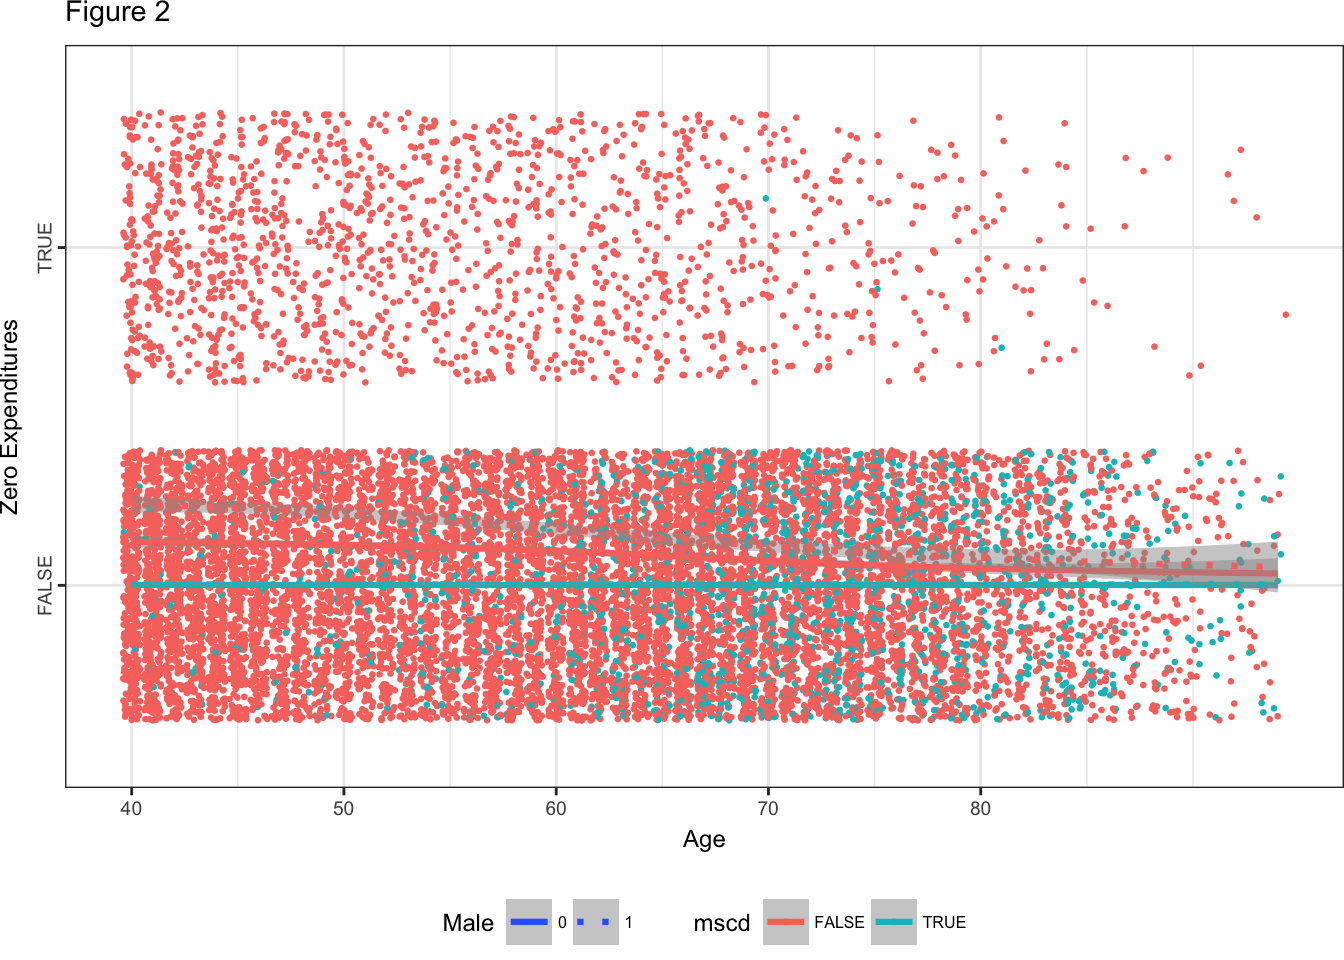 Figure 2
Zero Expenditures
TRUE
FALSE
40 50 60 70 80
Age
Male 0 1 mscd FALSE TRUE